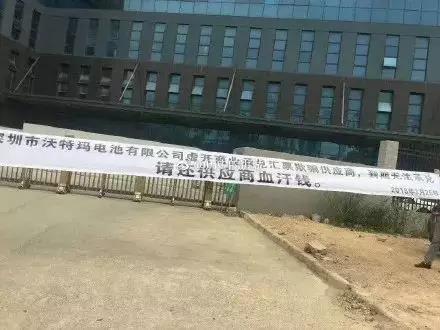 深圳市沃特玛电池有限公司虚开商业承兑汇票欺骗供应商，
请还供应商血汗钱。